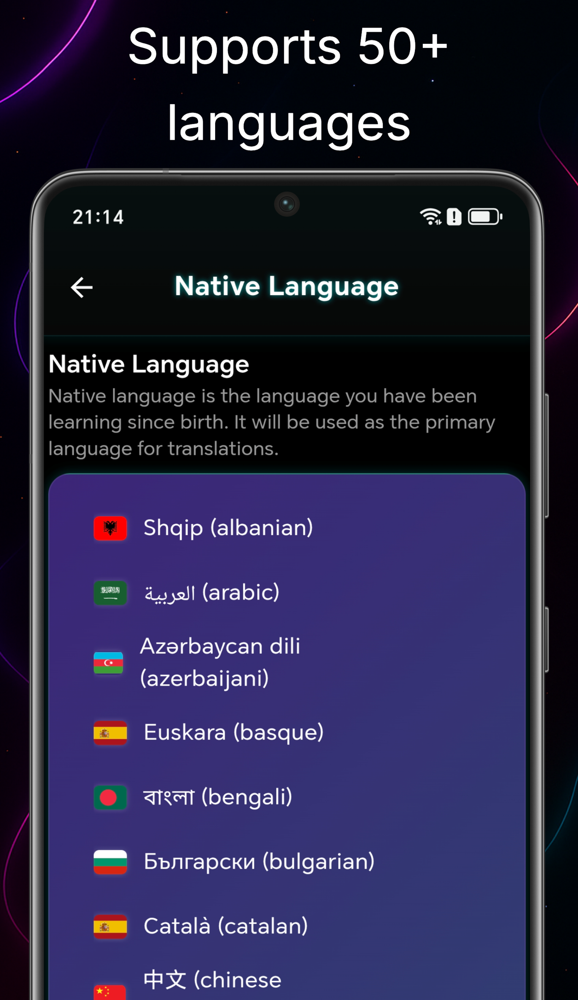 Supports 50+
languages
21:14
Native Language
Native Language
Native language is the language you have been
learning since birth. It will be used as the primary
language for translations.
Shqip (albanian)
العربية (arabic)
Azərbaycan dili
(azerbaijani)
Euskara (basque)
বাংলা (bengali)
Български (bulgarian)
Català (catalan)
中文 (chinese